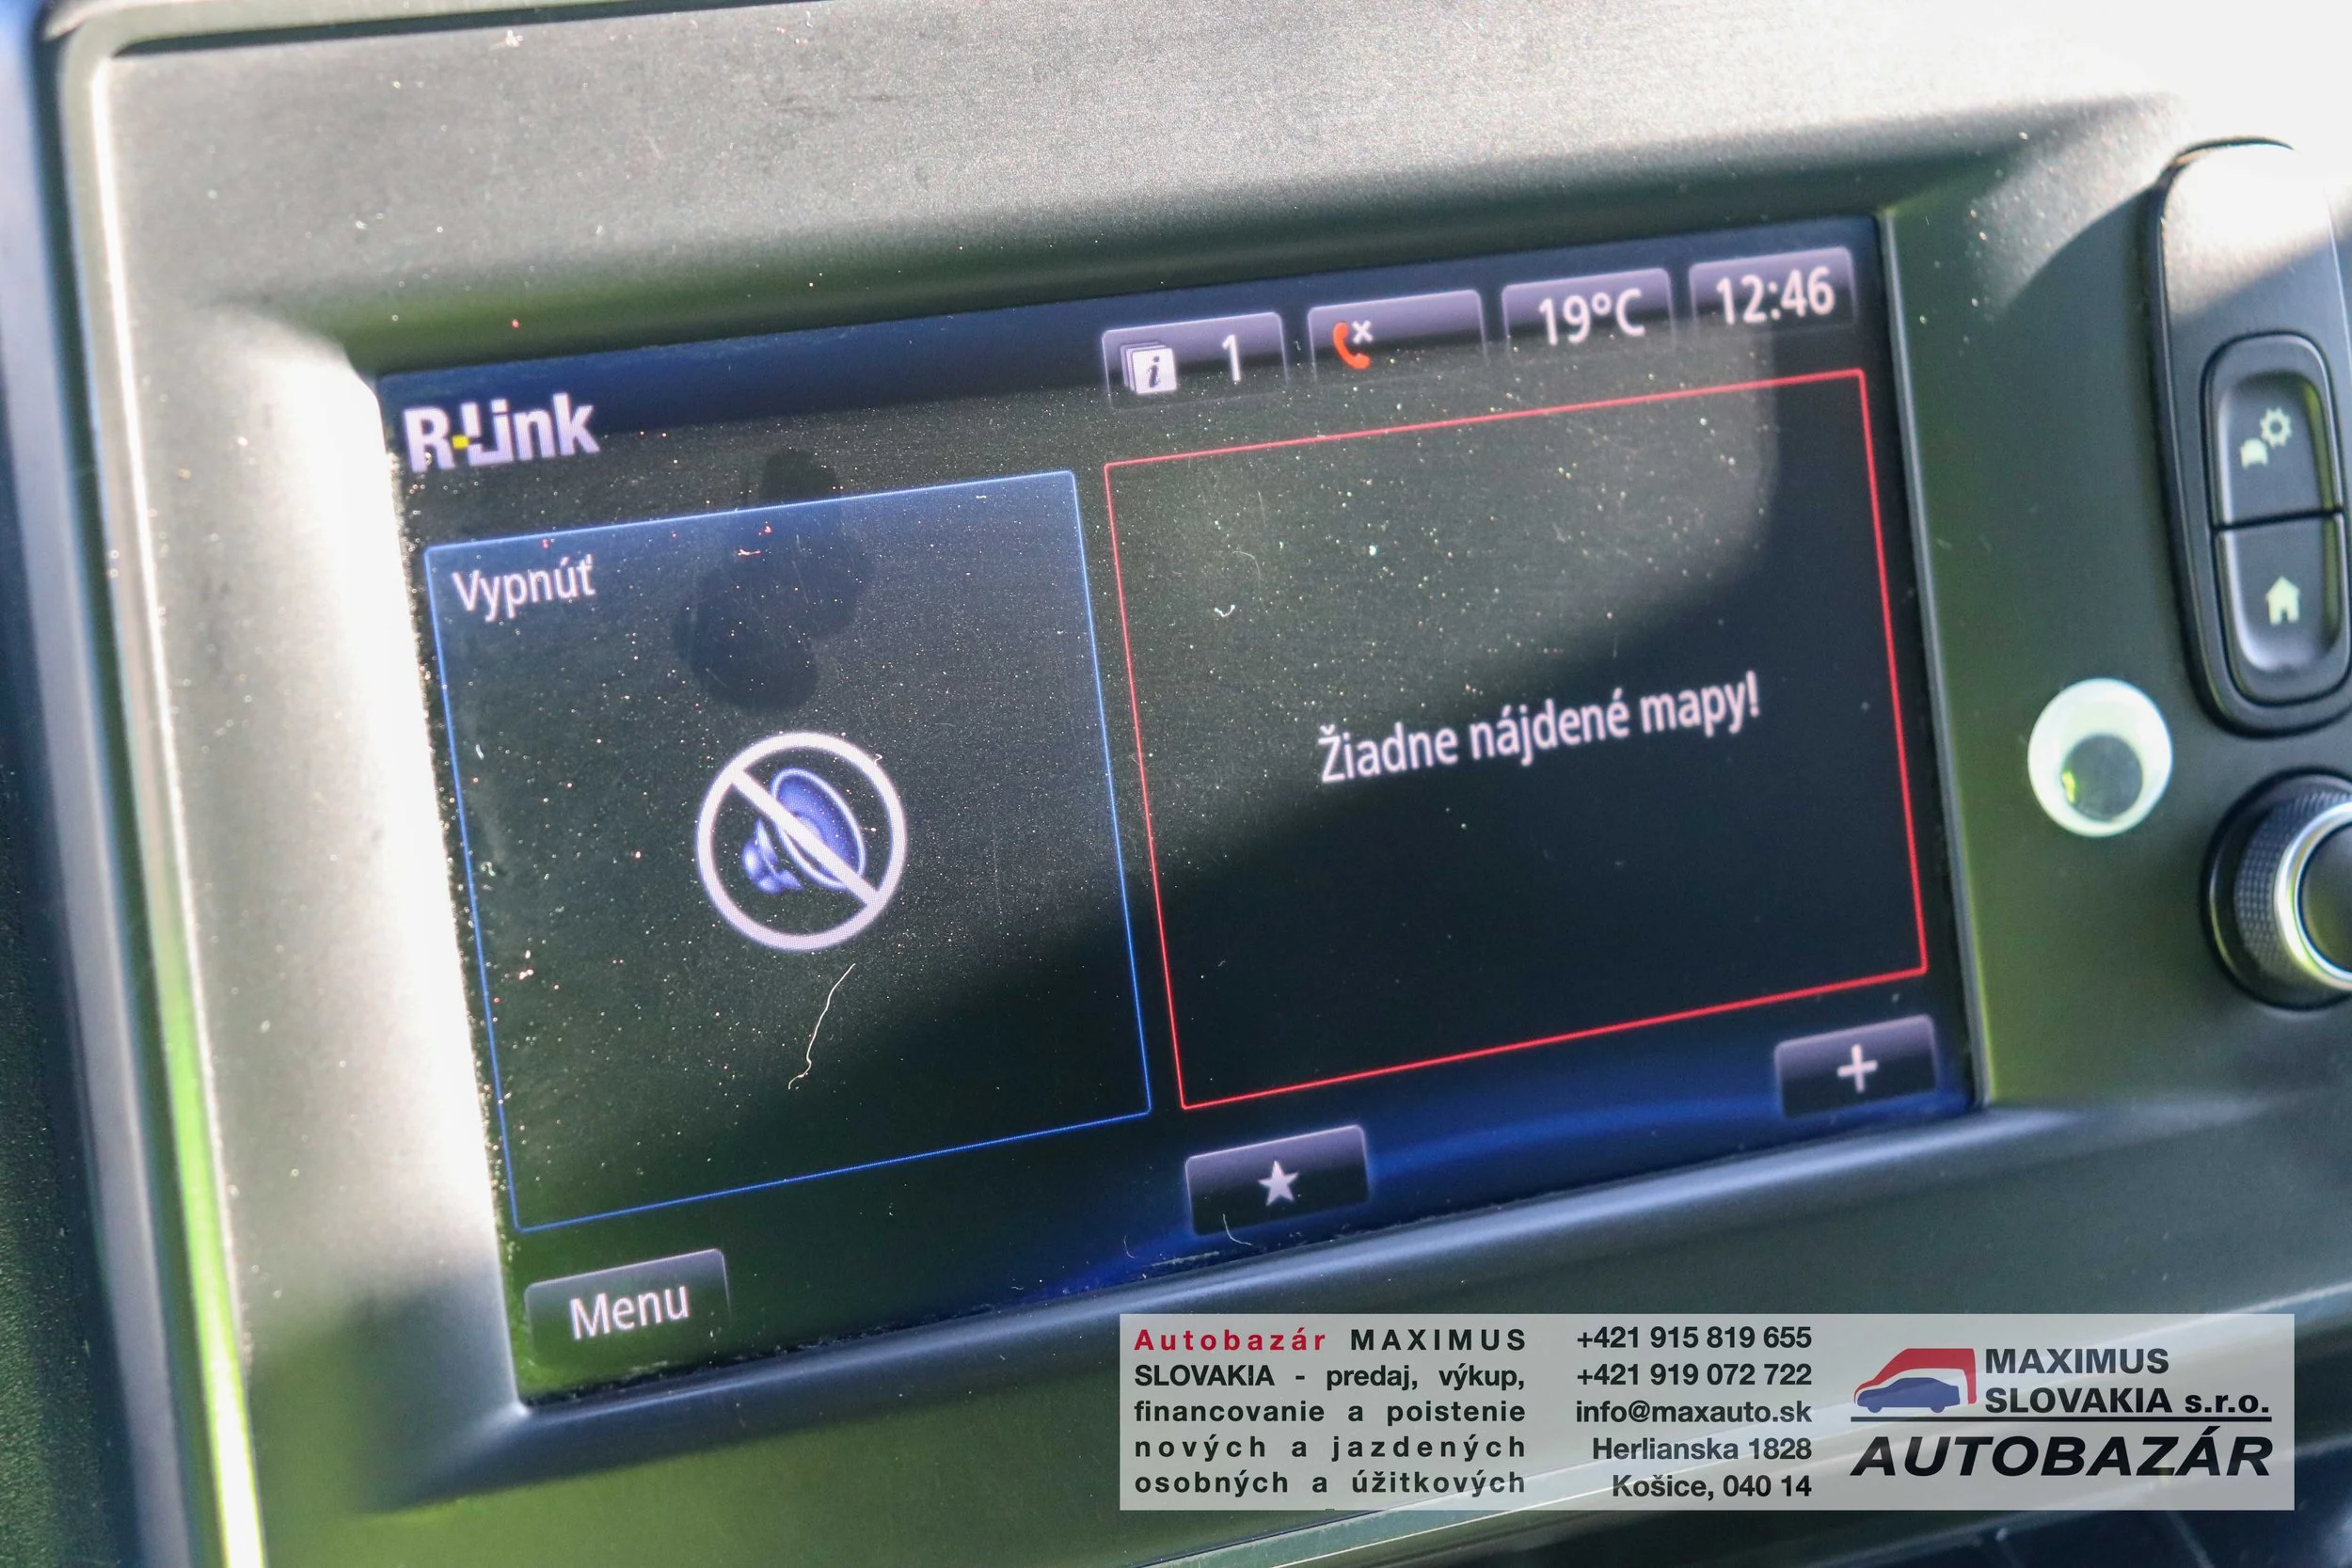 1
19°C
12:46
R-Link
Vypnúť
Žiadne nájdené mapy!
Menu
Autobazár MAXIMUS
SLOVAKIA - predaj, výkup,
financovanie a poistenie
nových a jazdených
osobných a úžitkových
+421 915 819 655
+421 919 072 722
info@maxauto.sk
Herlianska 1828
Košice, 040 14
MAXIMUS
SLOVAKIA s.r.o.
AUTOBAZÁR